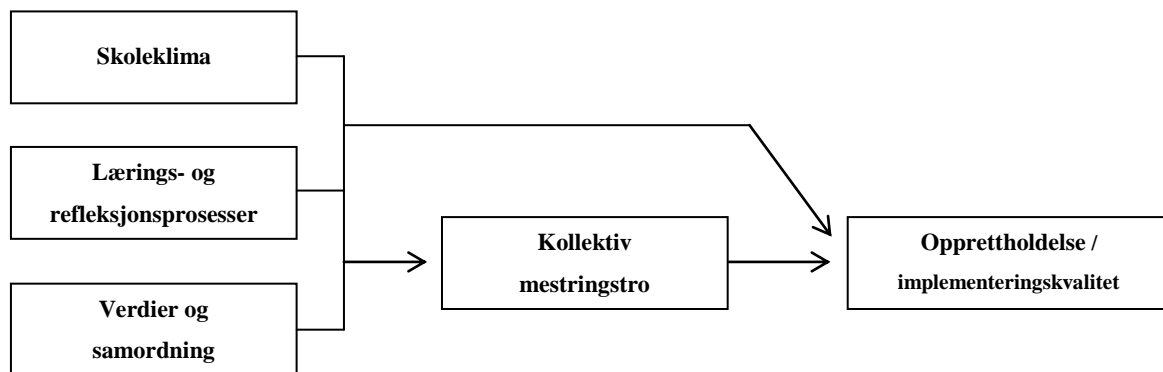 Skoleklima
Lærings- og
refleksjonsprosesser
Verdier og
samordning
Kollektiv
mestringstro
Opprettholdelse /
implementeringskvalitet